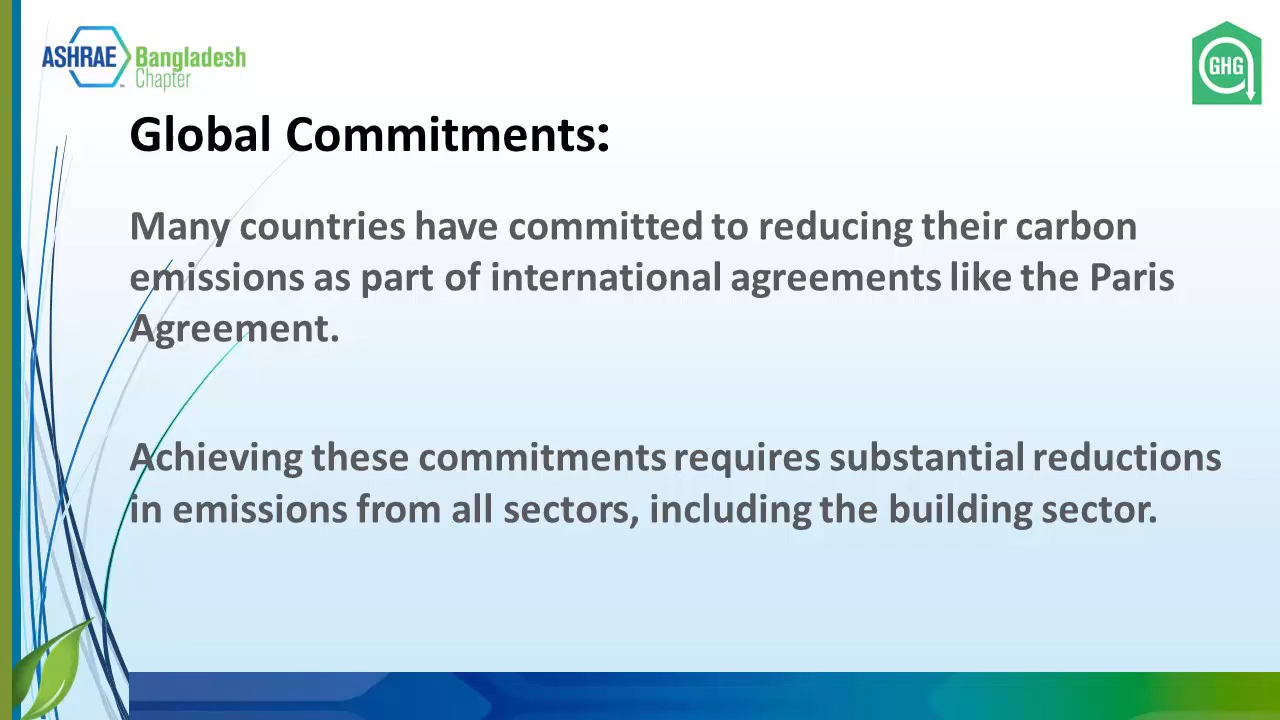 ASHRAE Bangladesh
Chapter
GHG
Global Commitments:
Many countries have committed to reducing their carbon
emissions as part of international agreements like the Paris
Agreement.
Achieving these commitments requires substantial reductions
in emissions from all sectors, including the building sector.